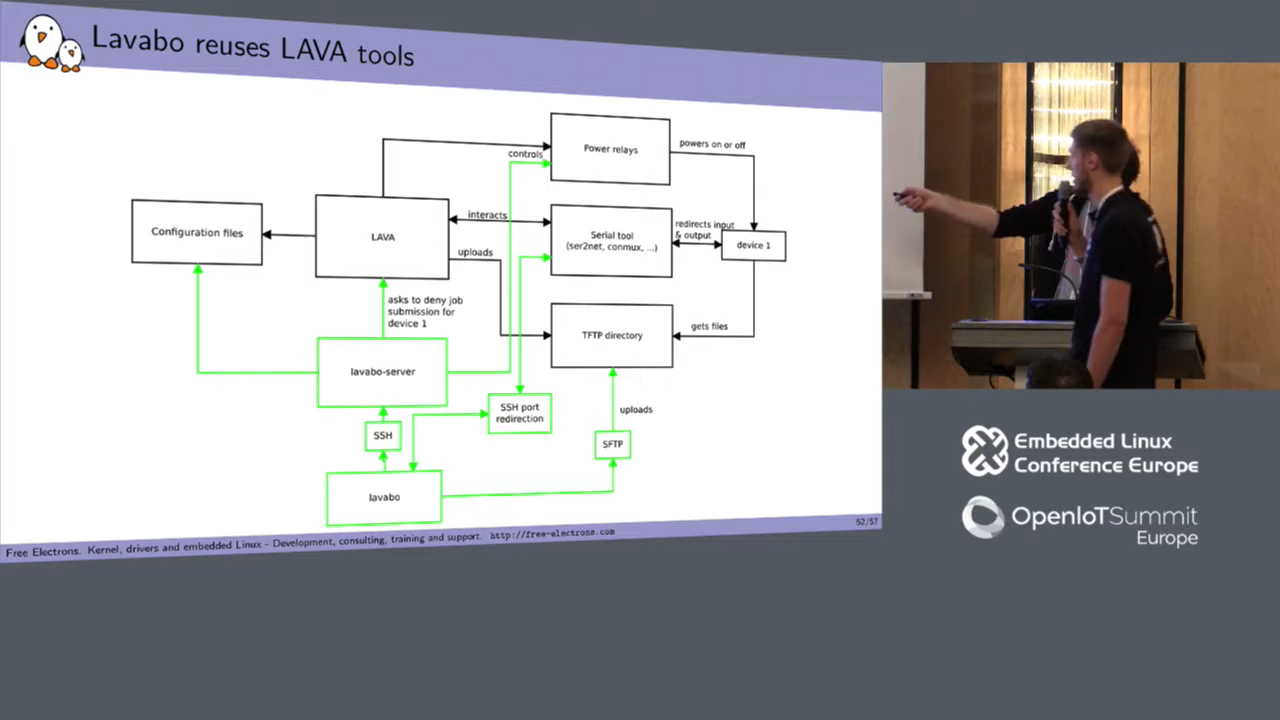 Lavabo reuses LAVA tools
Power relays
powers on or off
controls
Configuration files
LAVA
interacts
Serial tool
(ser2net, conmux, ...)
redirects input
& output
device 1
uploads
asks to deny job
submission for
device 1
TFTP directory
gets files
lavabo-server
SSH port
redirection
uploads
SSH
SFTP
lavabo
52/57
Free Electrons. Kernel, drivers and embedded Linux - Development, consulting, training and support. http://free-electrons.com
Embedded Linux
Conference Europe
OpenIoTSummit
Europe